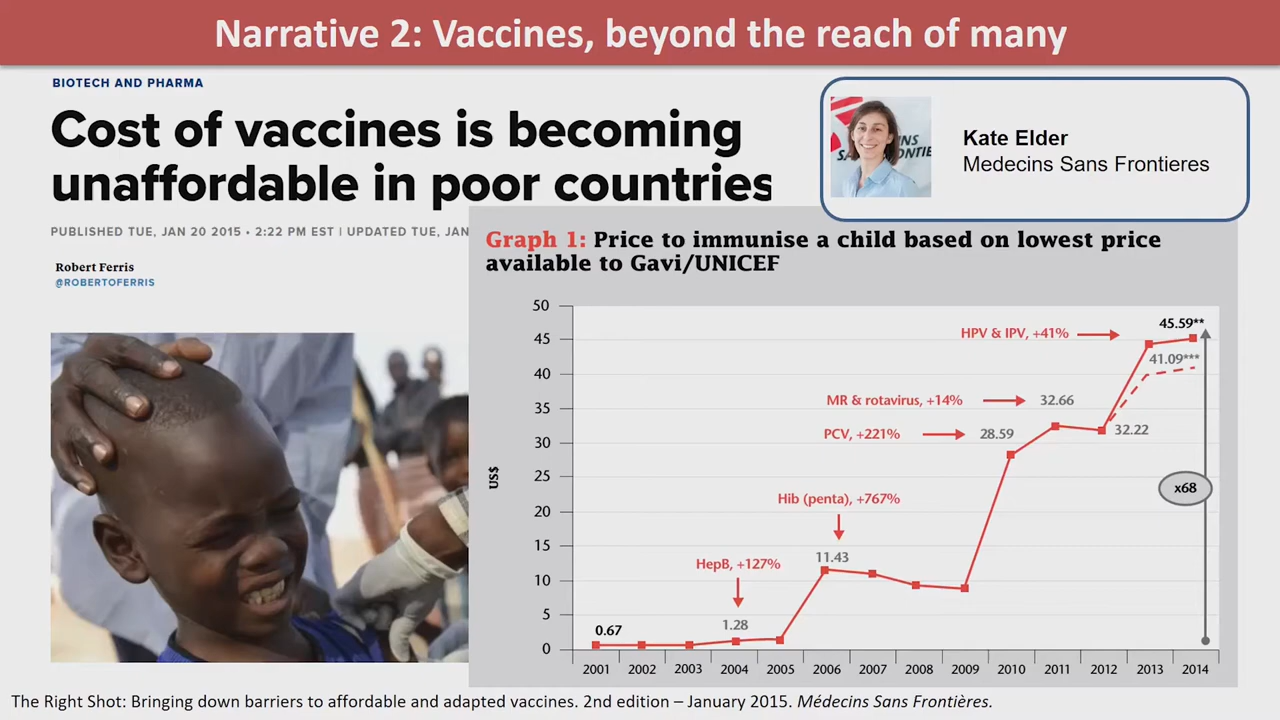 Narrative 2: Vaccines, beyond the reach of many
BIOTECH AND PHARMA
Cost of vaccines is becoming
unaffordable in poor countries
PUBLISHED TUE, JAN 20 2015 • 2:22 PM EST | UPDATED TUE, JAN
Robert Ferris
@ROBERTOFERRIS
Kate Elder
Medecins Sans Frontieres
Graph 1: Price to immunise a child based on lowest price
available to Gavi/UNICEF
50
45
40
35
30
25
20
15
10
5
0
US$
HPV & IPV, +41%
45.59**
41.09***
MR & rotavirus, +14%
32.66
PCV, +221%
28.59
32.22
x68
Hib (penta), +767%
11.43
HepB, +127%
1.28
0.67
2001 2002 2003 2004 2005 2006 2007 2008 2009 2010 2011 2012 2013 2014
The Right Shot: Bringing down barriers to affordable and adapted vaccines. 2nd edition – January 2015. Médecins Sans Frontières.